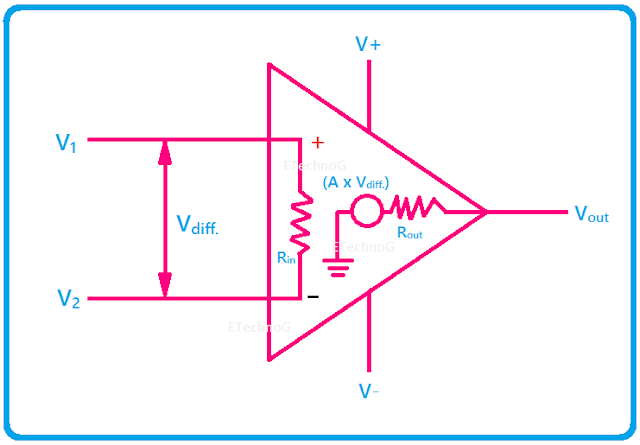 V+
V₁
+
ETechnoG
(A x Vdiff.)
Vdiff.
Rout
Vout
ETechnoG
Rin
V₂
−
ETechnoG
V-